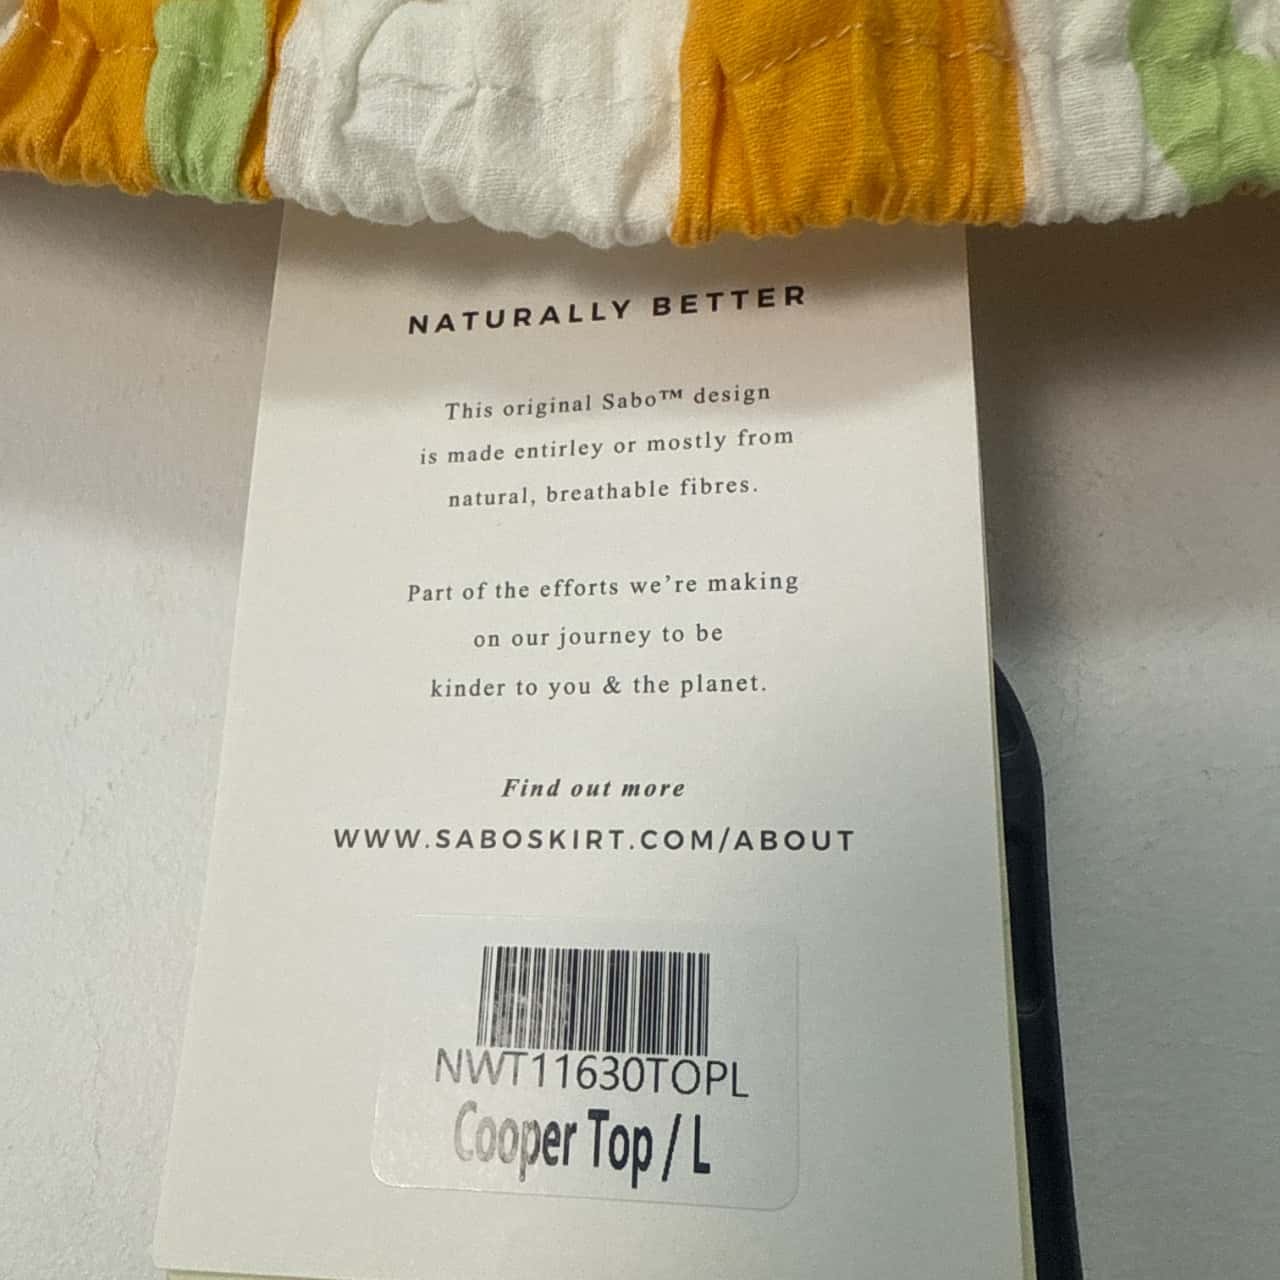 NATURALLY BETTER
This original Sabo™ design
is made entirley or mostly from
natural, breathable fibres.
Part of the efforts we're making
on our journey to be
kinder to you & the planet.
Find out more
WWW.SABOSKIRT.COM/ABOUT
NWT11630TOPL
Cooper Top / L